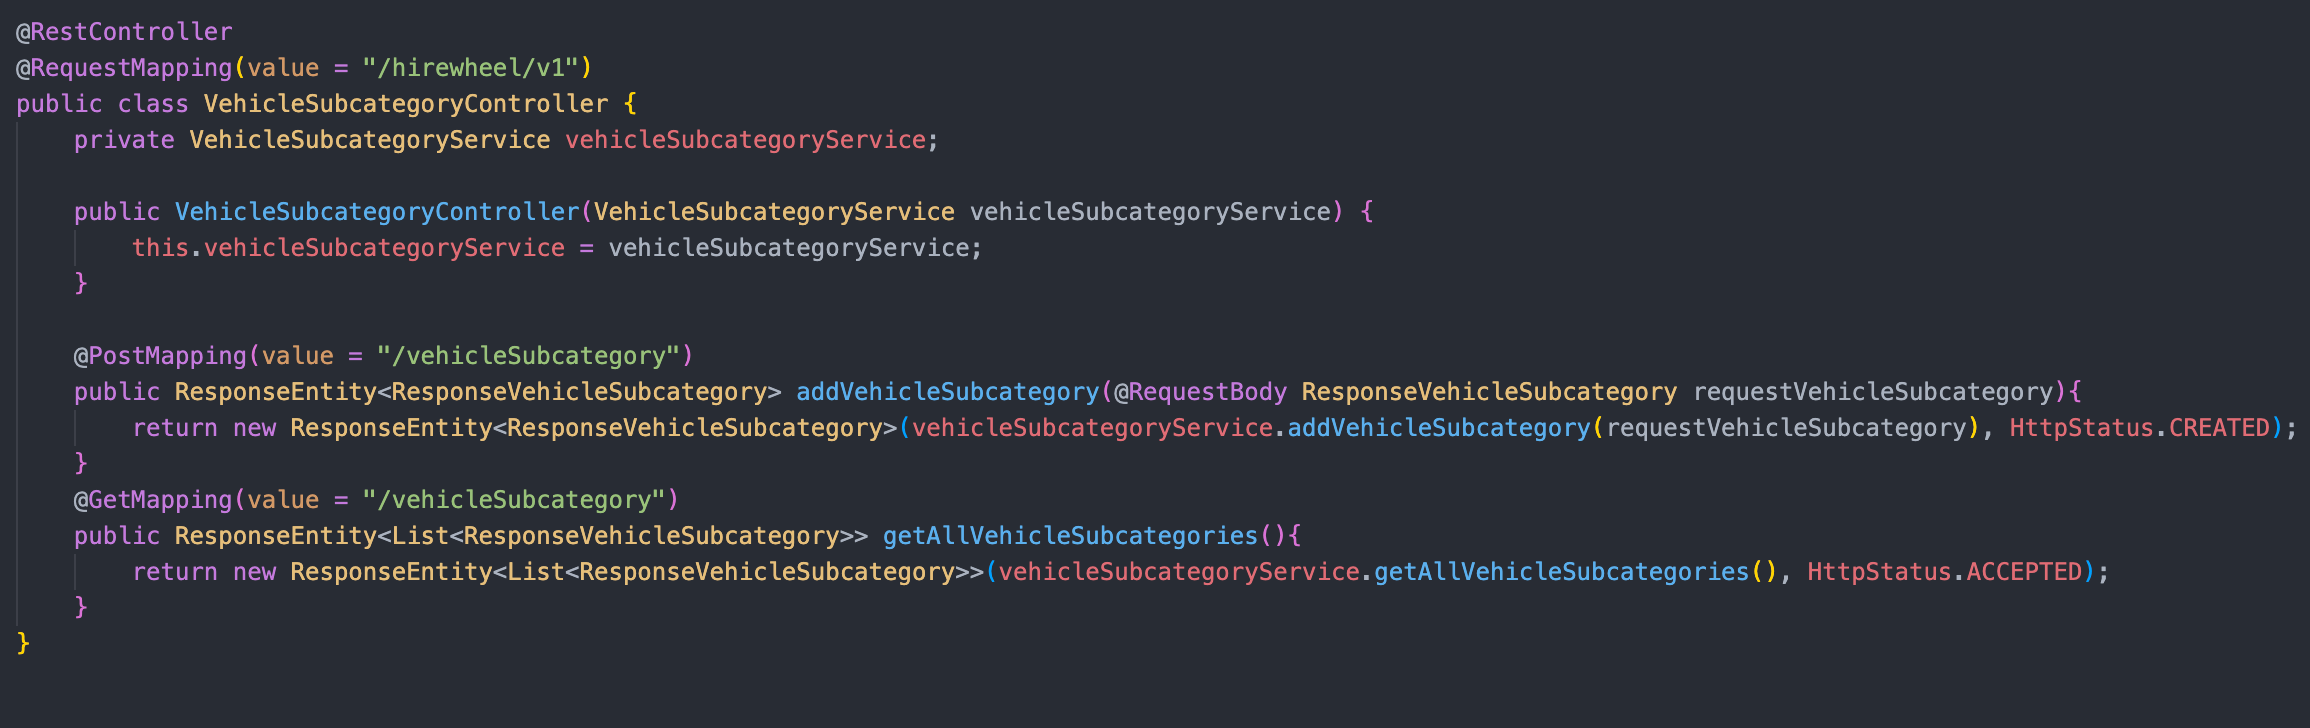 @RestController
@RequestMapping(value = "/hirewheel/v1")
public class VehicleSubcategoryController {
    private VehicleSubcategoryService vehicleSubcategoryService;

    public VehicleSubcategoryController(VehicleSubcategoryService vehicleSubcategoryService) {
        this.vehicleSubcategoryService = vehicleSubcategoryService;
    }

    @PostMapping(value = "/vehicleSubcategory")
    public ResponseEntity<ResponseVehicleSubcategory> addVehicleSubcategory(@RequestBody ResponseVehicleSubcategory requestVehicleSubcategory){
        return new ResponseEntity<ResponseVehicleSubcategory>(vehicleSubcategoryService.addVehicleSubcategory(requestVehicleSubcategory), HttpStatus.CREATED);
    }
    @GetMapping(value = "/vehicleSubcategory")
    public ResponseEntity<List<ResponseVehicleSubcategory>> getAllVehicleSubcategories(){
        return new ResponseEntity<List<ResponseVehicleSubcategory>>(vehicleSubcategoryService.getAllVehicleSubcategories(), HttpStatus.ACCEPTED);
    }
}